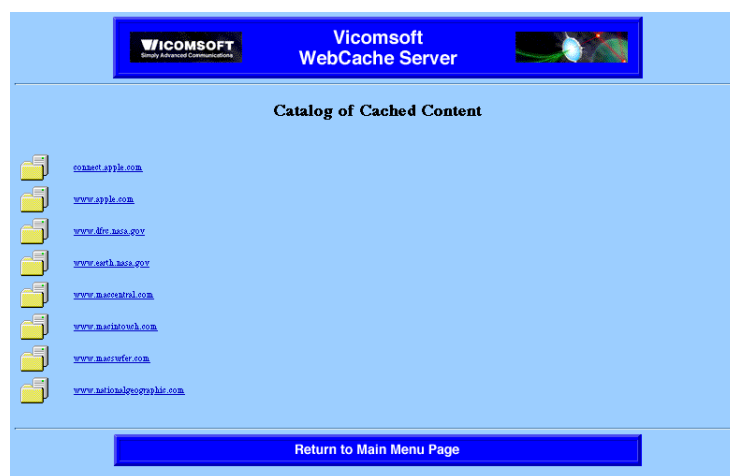 VICOMSOFT
Simply Advanced Communications
Vicomsoft
WebCache Server
Catalog of Cached Content
connect.apple.com
www.apple.com
www.dfrc.nasa.gov
www.earth.nasa.gov
www.maccentral.com
www.macintouch.com
www.macsurfer.com
www.nationalgeographic.com
Return to Main Menu Page